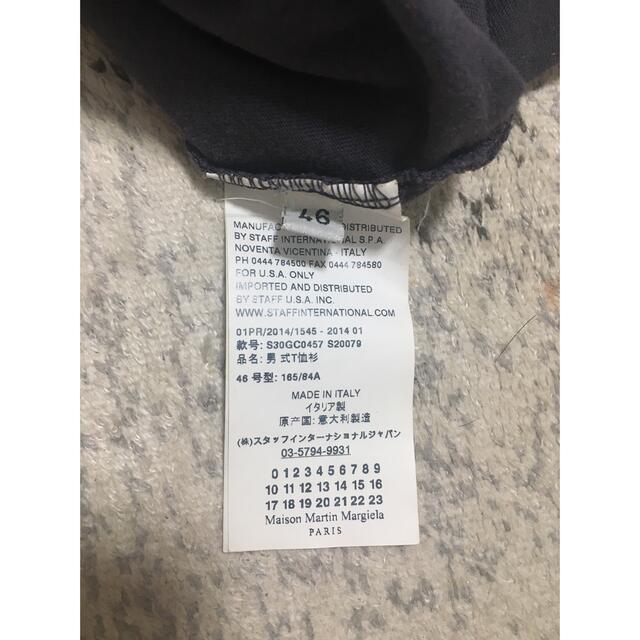 46
MANUFAC DISTRIBUTED
BY STAFF INTERNATIONAL S.P.A.
NOVENTA VICENTINA - ITALY
PH 0444 784500 FAX 0444 784580
FOR U.S.A. ONLY
IMPORTED AND DISTRIBUTED
BY STAFF U.S.A. INC.
WWW.STAFFINTERNATIONAL.COM
01PR/2014/1545 - 2014 01
款号: S30GC0457 S20079
品名: 男 式T恤衫
46 号型: 165/84A
MADE IN ITALY
イタリア製
原产国: 意大利製造
(株)スタッフインターナショナルジャパン
03-5794-9931
0 1 2 3 4 5 6 7 8 9
10 11 12 13 14 15 16
17 18 19 20 21 22 23
Maison Martin Margiela
PARIS